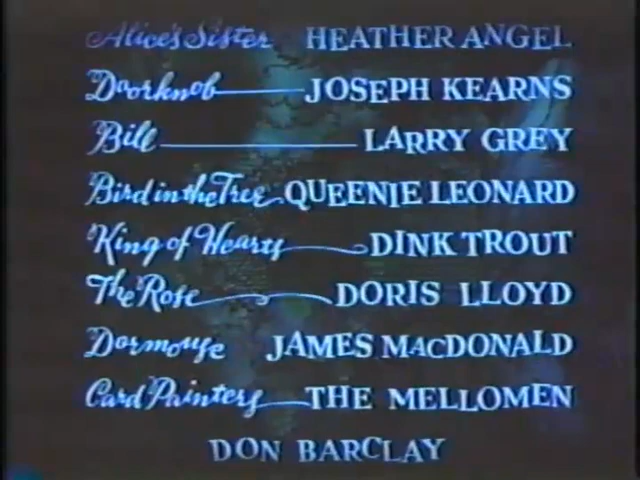 Alice's Sister HEATHER ANGEL
Doorknob JOSEPH KEARNS
Bill LARRY GREY
Bird in the Tree QUEENIE LEONARD
King of Hearts DINK TROUT
The Rose DORIS LLOYD
Dormouse JAMES MACDONALD
Card Painters THE MELLOMEN
DON BARCLAY